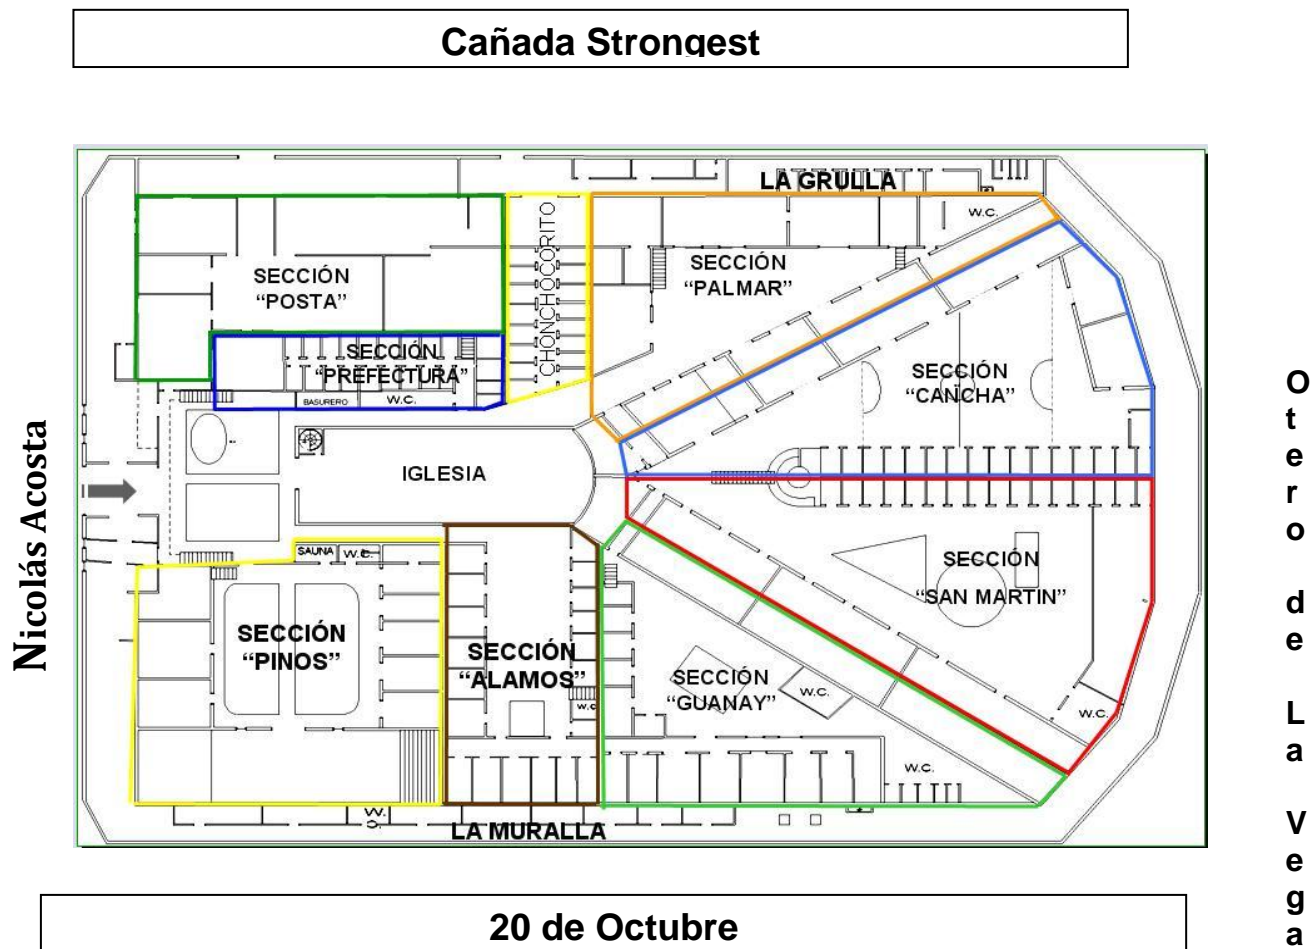 Cañada Strongest
LA GRULLA
W.C.
CHONCHOCORITO
SECCIÓN
“POSTA”
SECCIÓN
“PALMAR”
SECCIÓN
“PREFECTURA”
BASURERO
W.C.
SECCIÓN
“CANCHA”
IGLESIA
Nicolás Acosta
Otero de La Vega
SAUNA
W.C.
SECCIÓN
“PINOS”
SECCIÓN
“ALAMOS”
W.C
SECCIÓN
“GUANAY”
W.C.
SECCIÓN
“SAN MARTIN”
W.C.
W.C.
W.C.
LA MURALLA
20 de Octubre